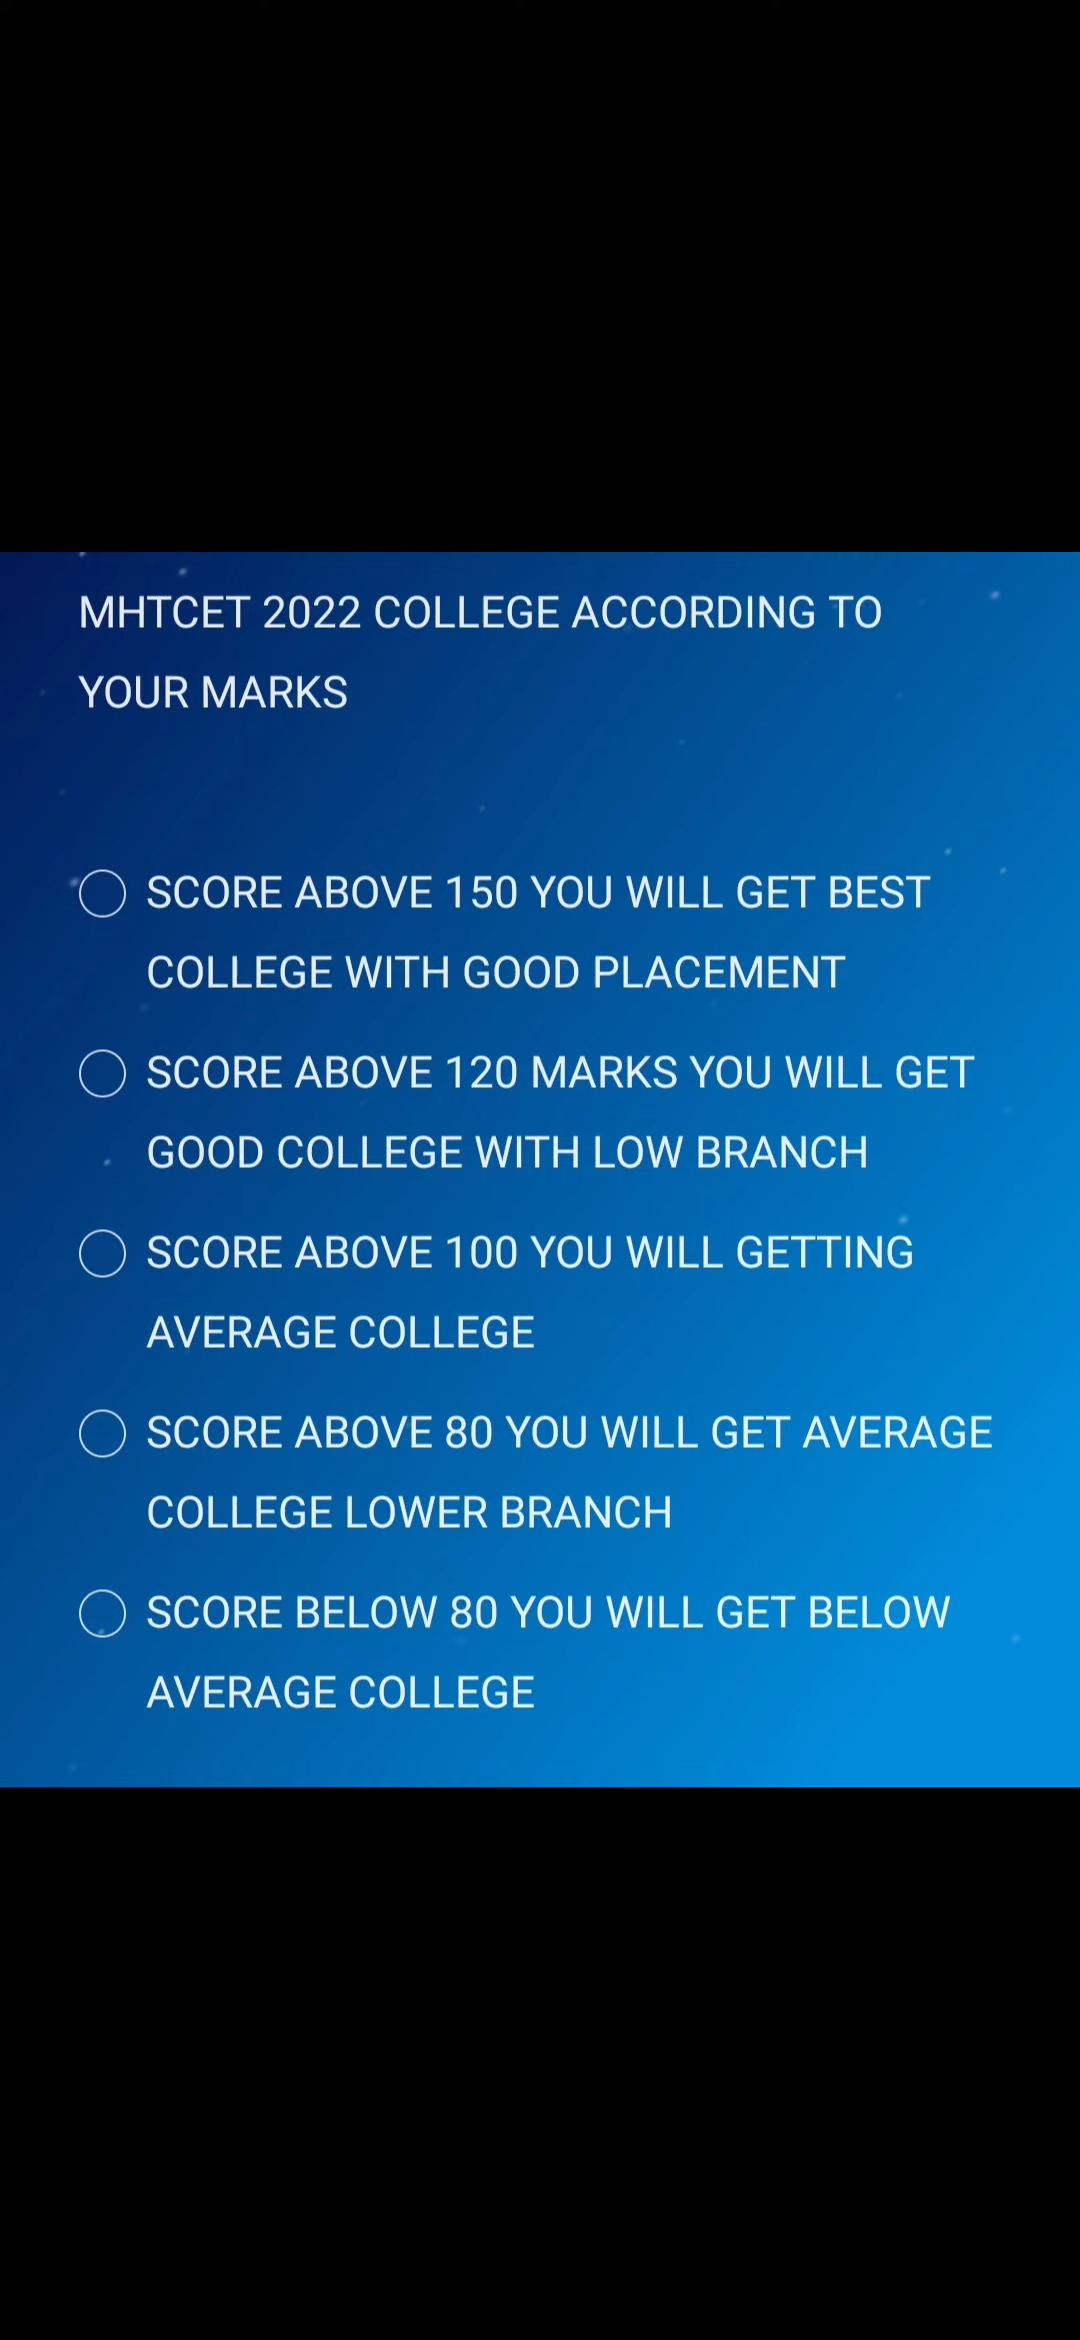 MHTCET 2022 COLLEGE ACCORDING TO
YOUR MARKS
SCORE ABOVE 150 YOU WILL GET BEST
COLLEGE WITH GOOD PLACEMENT
SCORE ABOVE 120 MARKS YOU WILL GET
GOOD COLLEGE WITH LOW BRANCH
SCORE ABOVE 100 YOU WILL GETTING
AVERAGE COLLEGE
SCORE ABOVE 80 YOU WILL GET AVERAGE
COLLEGE LOWER BRANCH
SCORE BELOW 80 YOU WILL GET BELOW
AVERAGE COLLEGE